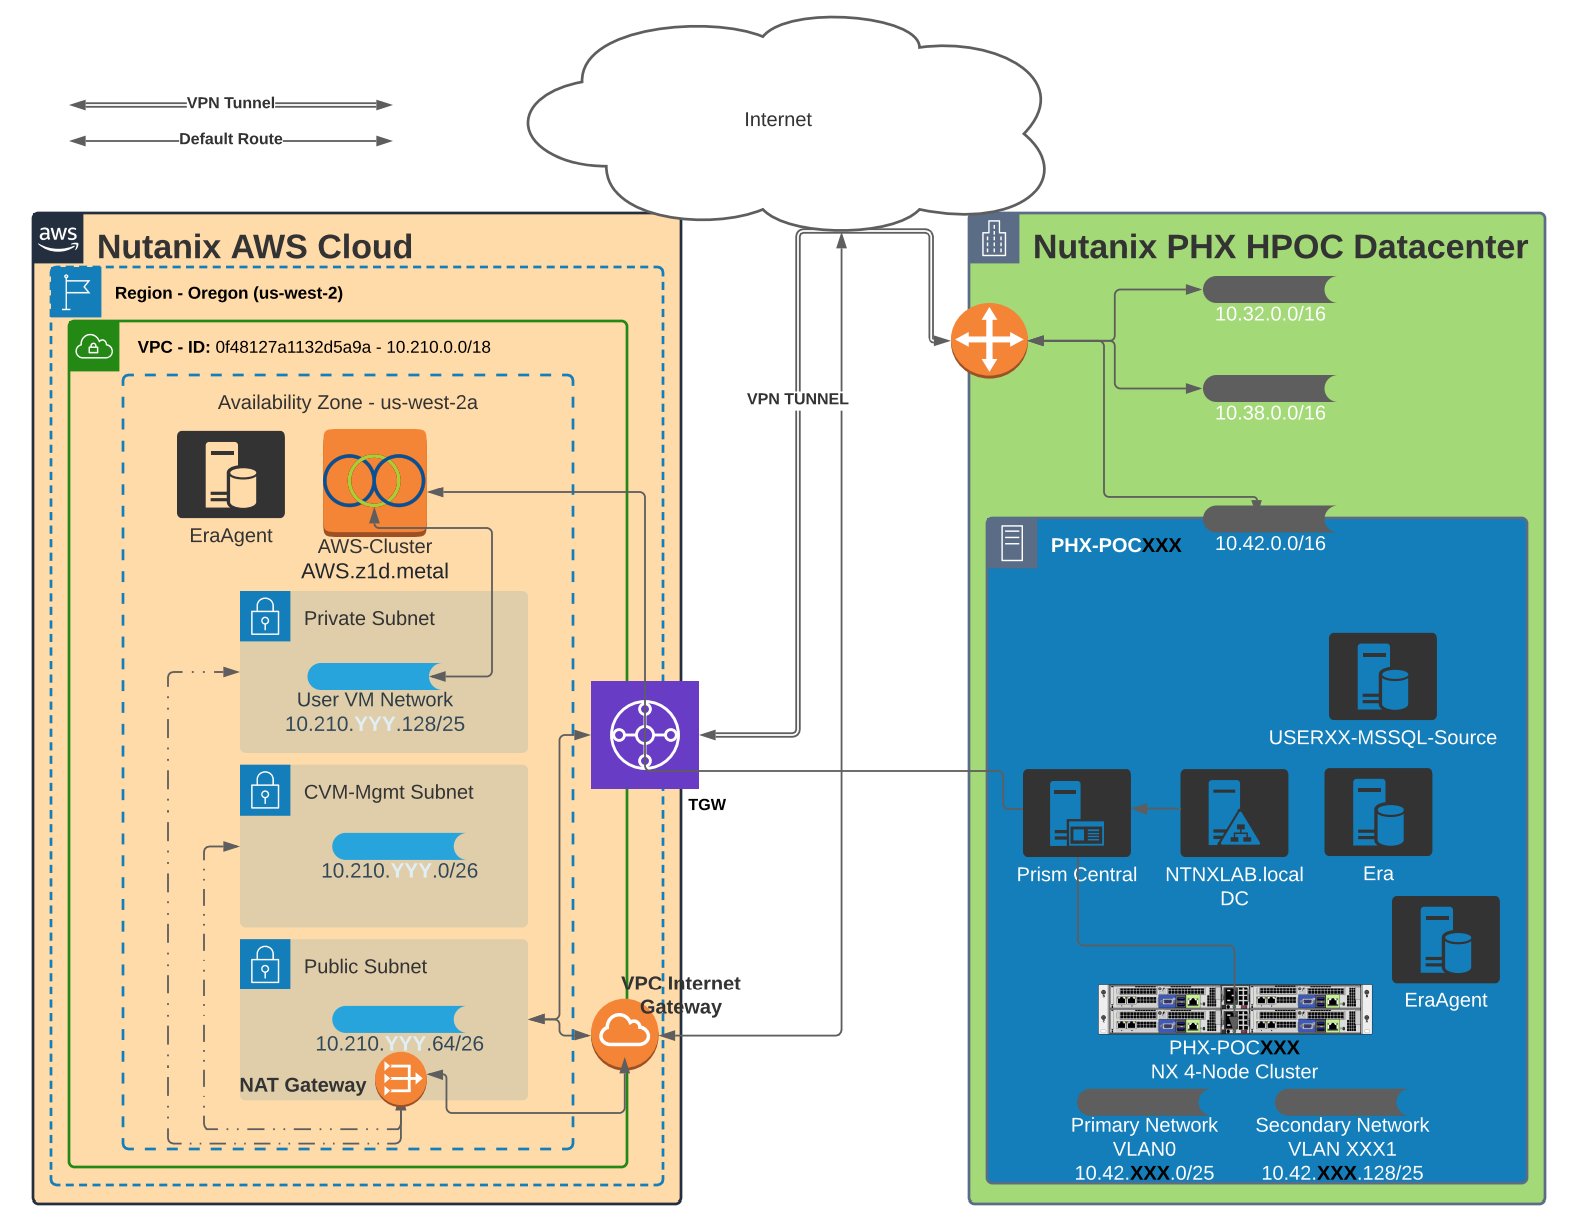 VPN Tunnel
Default Route
Internet
aws
Nutanix AWS Cloud
Region - Oregon (us-west-2)
VPC - ID: 0f48127a1132d5a9a - 10.210.0.0/18
Availability Zone - us-west-2a
EraAgent
AWS-Cluster
AWS.z1d.metal
Private Subnet
User VM Network
10.210.YYY.128/25
CVM-Mgmt Subnet
10.210.YYY.0/26
Public Subnet
10.210.YYY.64/26
NAT Gateway
TGW
VPC Internet
Gateway
VPN TUNNEL
Nutanix PHX HPOC Datacenter
10.32.0.0/16
10.38.0.0/16
10.42.0.0/16
PHX-POCXXX
USERXX-MSSQL-Source
Prism Central
NTNXLAB.local
DC
Era
EraAgent
PHX-POCXXX
NX 4-Node Cluster
Primary Network
VLAN0
10.42.XXX.0/25
Secondary Network
VLAN XXX1
10.42.XXX.128/25